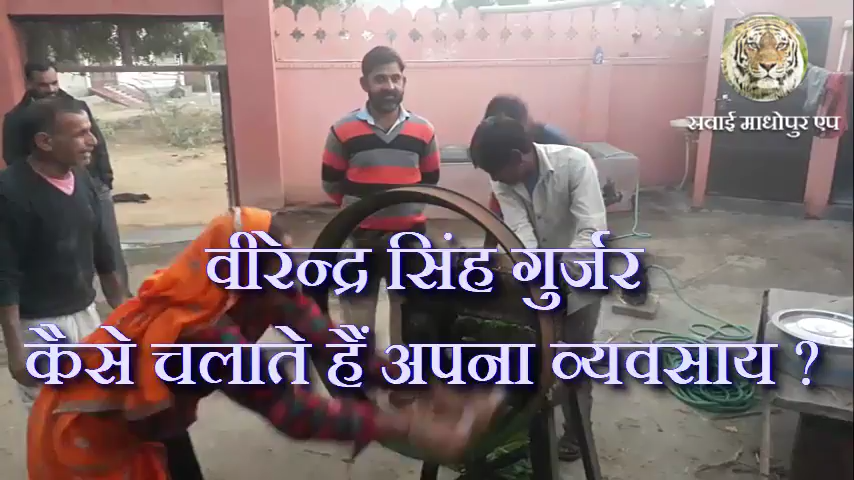 सवाई माधोपुर एप
वीरेन्द्र सिंह गुर्जर
कैसे चलाते हैं अपना व्यवसाय ?